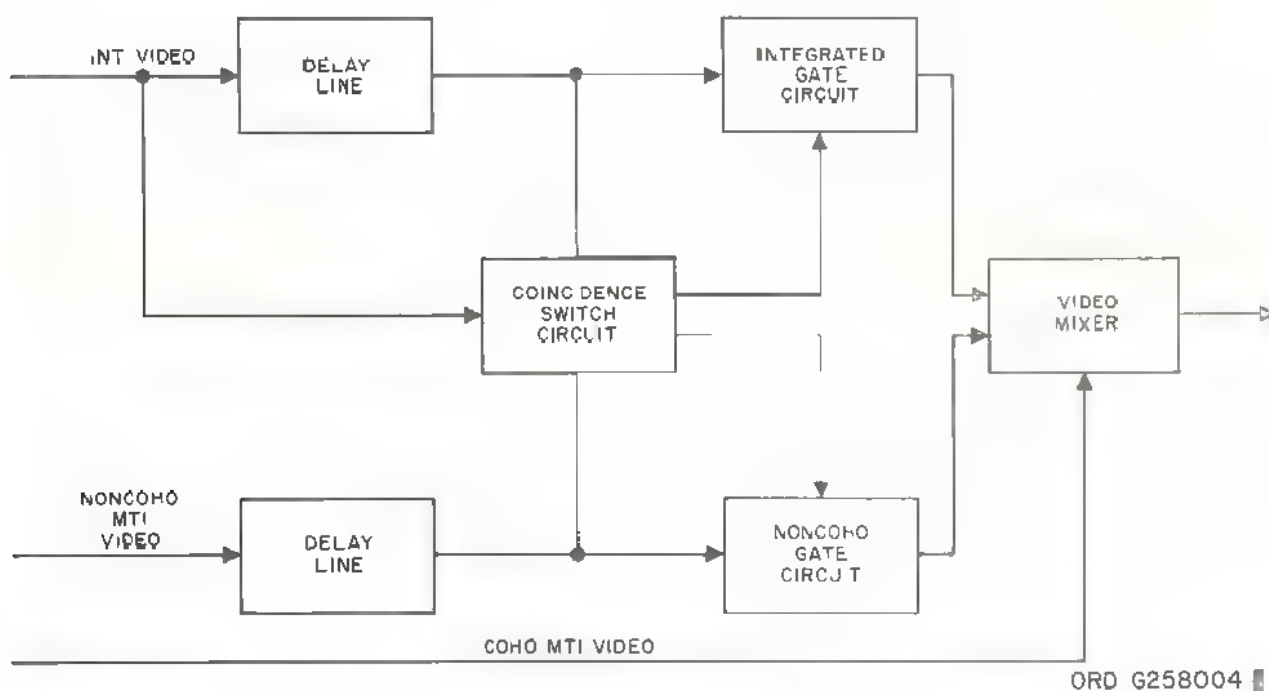 INT VIDEO
DELAY
LINE
INTEGRATED
GATE
CIRCUIT
COINCIDENCE
SWITCH
CIRCUIT
VIDEO
MIXER
NONCOHO
MTI
VIDEO
DELAY
LINE
NONCOHO
GATE
CIRCUIT
COHO MTI VIDEO
ORD G258004